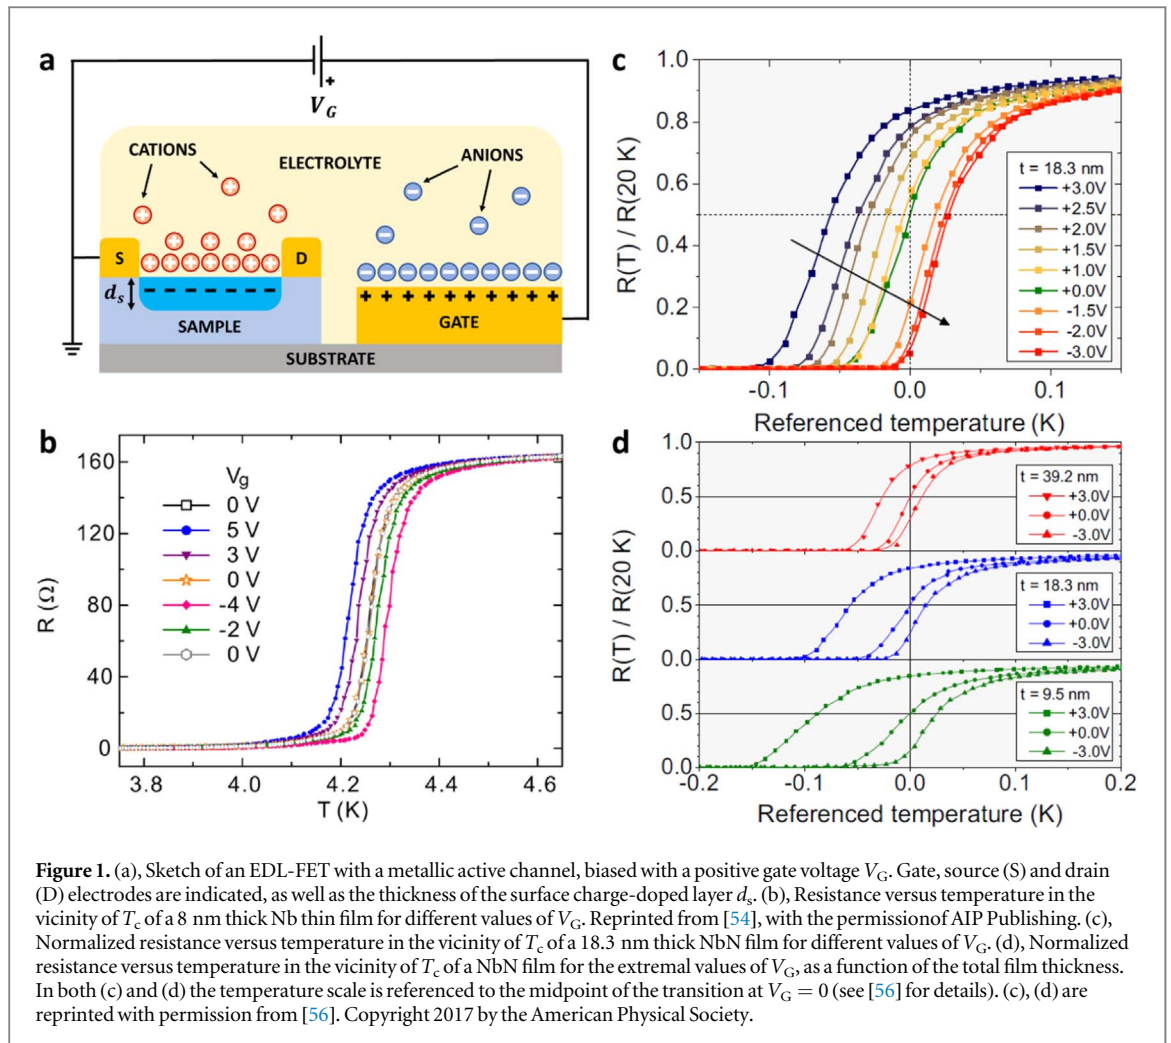 a
V_G
+
CATIONS
ELECTROLYTE
ANIONS
S
D
d_s
SAMPLE
GATE
SUBSTRATE
b
160
120
80
40
0
R (Ω)
V_g
0 V
5 V
3 V
0 V
-4 V
-2 V
0 V
3.8
4.0
4.2
4.4
4.6
T (K)
c
1.0
0.8
0.6
0.4
0.2
0.0
R(T) / R(20 K)
t = 18.3 nm
+3.0V
+2.5V
+2.0V
+1.5V
+1.0V
+0.0V
-1.5V
-2.0V
-3.0V
-0.1
0.0
0.1
Referenced temperature (K)
d
1.0
0.5
0.0
0.5
0.0
0.5
0.0
R(T) / R(20 K)
t = 39.2 nm
+3.0V
+0.0V
-3.0V
t = 18.3 nm
+3.0V
+0.0V
-3.0V
t = 9.5 nm
+3.0V
+0.0V
-3.0V
-0.2
-0.1
0.0
0.1
0.2
Referenced temperature (K)
Figure 1. (a), Sketch of an EDL-FET with a metallic active channel, biased with a positive gate voltage V_G. Gate, source (S) and drain
(D) electrodes are indicated, as well as the thickness of the surface charge-doped layer d_s. (b), Resistance versus temperature in the
vicinity of T_c of a 8 nm thick Nb thin film for different values of V_G. Reprinted from [54], with the permissionof AIP Publishing. (c),
Normalized resistance versus temperature in the vicinity of T_c of a 18.3 nm thick NbN film for different values of V_G. (d), Normalized
resistance versus temperature in the vicinity of T_c of a NbN film for the extremal values of V_G, as a function of the total film thickness.
In both (c) and (d) the temperature scale is referenced to the midpoint of the transition at V_G = 0 (see [56] for details). (c), (d) are
reprinted with permission from [56]. Copyright 2017 by the American Physical Society.